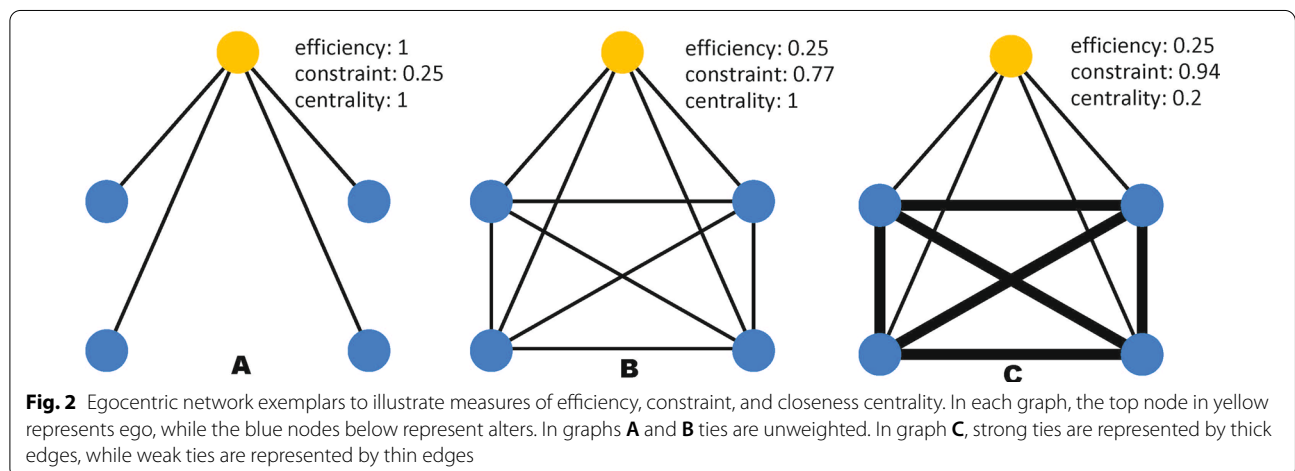 efficiency: 1
constraint: 0.25
centrality: 1
efficiency: 0.25
constraint: 0.77
centrality: 1
efficiency: 0.25
constraint: 0.94
centrality: 0.2
A
B
C
Fig. 2 Egocentric network exemplars to illustrate measures of efficiency, constraint, and closeness centrality. In each graph, the top node in yellow
represents ego, while the blue nodes below represent alters. In graphs A and B ties are unweighted. In graph C, strong ties are represented by thick
edges, while weak ties are represented by thin edges